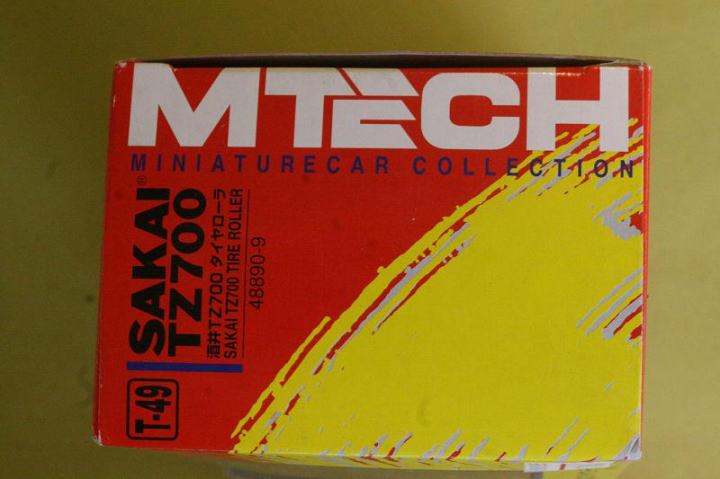 MTECH
MINIATURECAR COLLECTION
SAKAI®
TZ700
酒井TZ700 タイヤローラ
SAKAI TZ700 TIRE ROLLER
48890-9
T-49